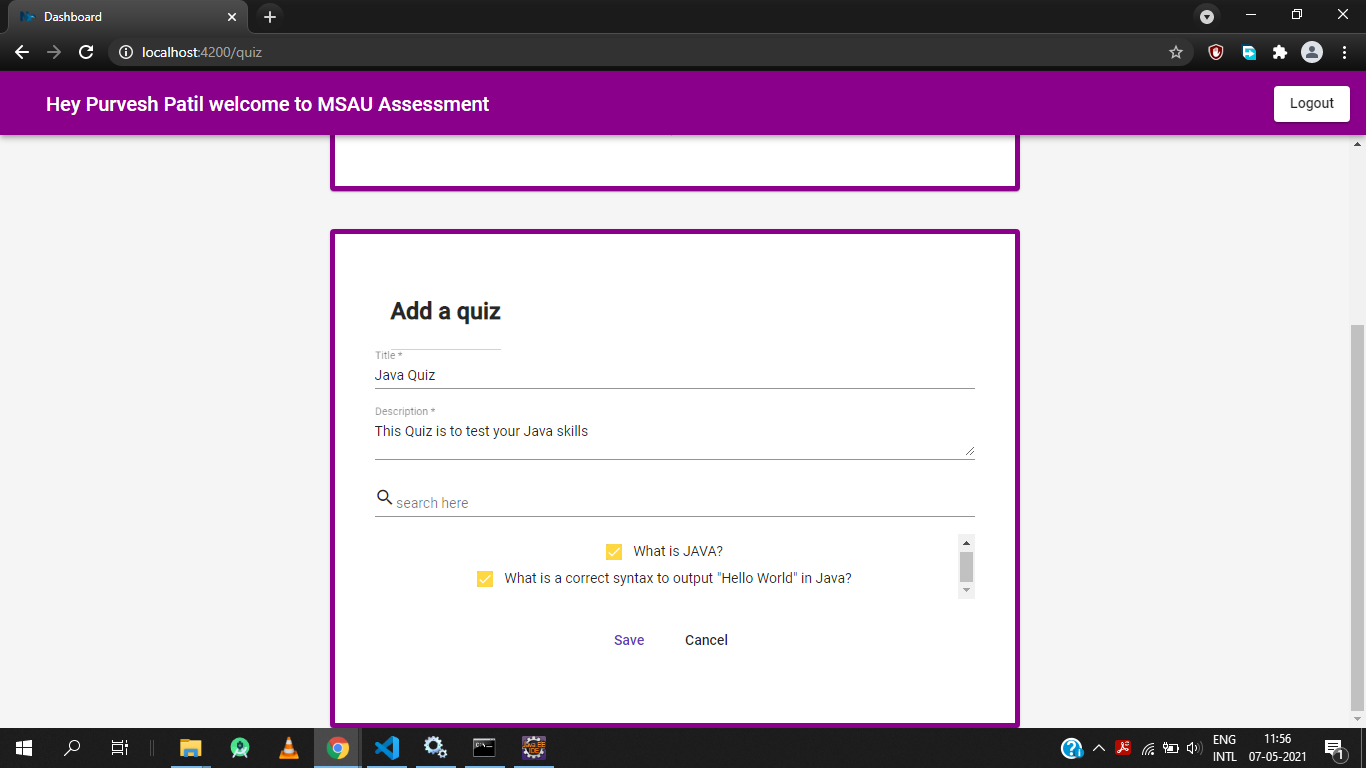 Dashboard
localhost:4200/quiz
Hey Purvesh Patil welcome to MSAU Assessment
Logout
Add a quiz
Title *
Java Quiz
Description *
This Quiz is to test your Java skills
search here
What is JAVA?
What is a correct syntax to output "Hello World" in Java?
Save Cancel
ENG
INTL
11:56
07-05-2021
1